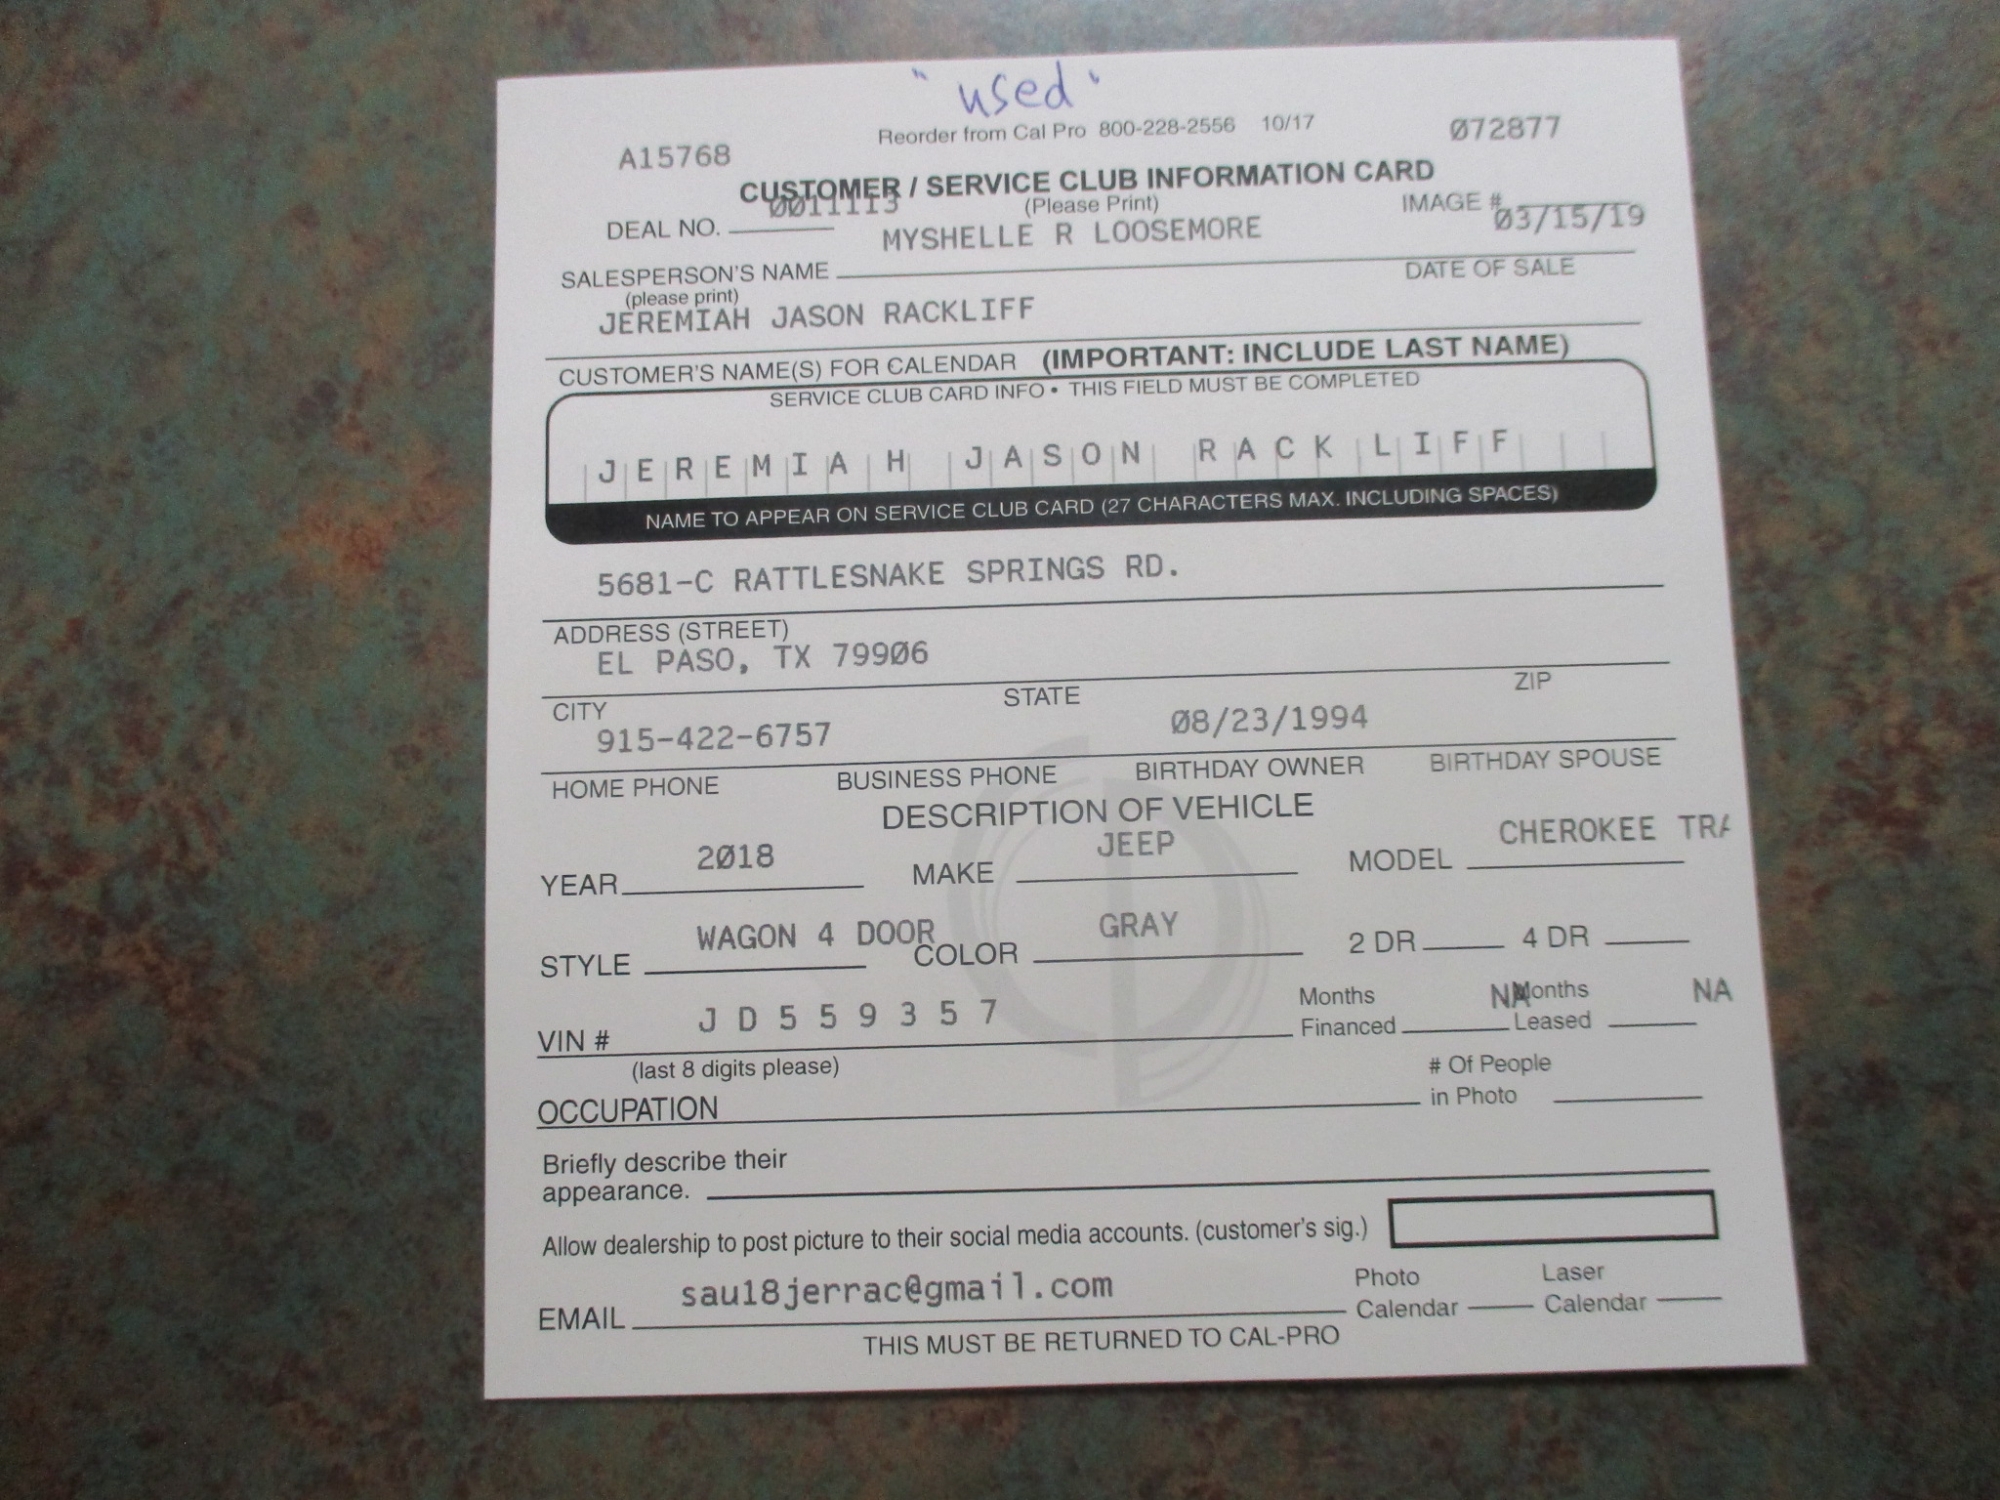 "used"
Reorder from Cal Pro 800-228-2556 10/17
A15768 Ø72877
CUSTOMER / SERVICE CLUB INFORMATION CARD
(Please Print)
DEAL NO. ØØ11113 IMAGE #
MYSHELLE R LOOSEMORE Ø3/15/19
SALESPERSON'S NAME DATE OF SALE
(please print)
JEREMIAH JASON RACKLIFF
CUSTOMER'S NAME(S) FOR CALENDAR (IMPORTANT: INCLUDE LAST NAME)
SERVICE CLUB CARD INFO • THIS FIELD MUST BE COMPLETED
JEREMIAH JASON RACKLIFF
NAME TO APPEAR ON SERVICE CLUB CARD (27 CHARACTERS MAX. INCLUDING SPACES)
5681-C RATTLESNAKE SPRINGS RD.
ADDRESS (STREET)
EL PASO, TX 799Ø6
CITY STATE ZIP
915-422-6757 Ø8/23/1994
HOME PHONE BUSINESS PHONE BIRTHDAY OWNER BIRTHDAY SPOUSE
DESCRIPTION OF VEHICLE
YEAR 2Ø18 MAKE JEEP MODEL CHEROKEE TRA
STYLE WAGON 4 DOOR COLOR GRAY 2 DR 4 DR
VIN # J D 5 5 9 3 5 7 Months Financed NA Months Leased NA
(last 8 digits please)
OCCUPATION # Of People in Photo
Briefly describe their
appearance.
Allow dealership to post picture to their social media accounts. (customer's sig.)
EMAIL sau18jerrac@gmail.com Photo Calendar Laser Calendar
THIS MUST BE RETURNED TO CAL-PRO